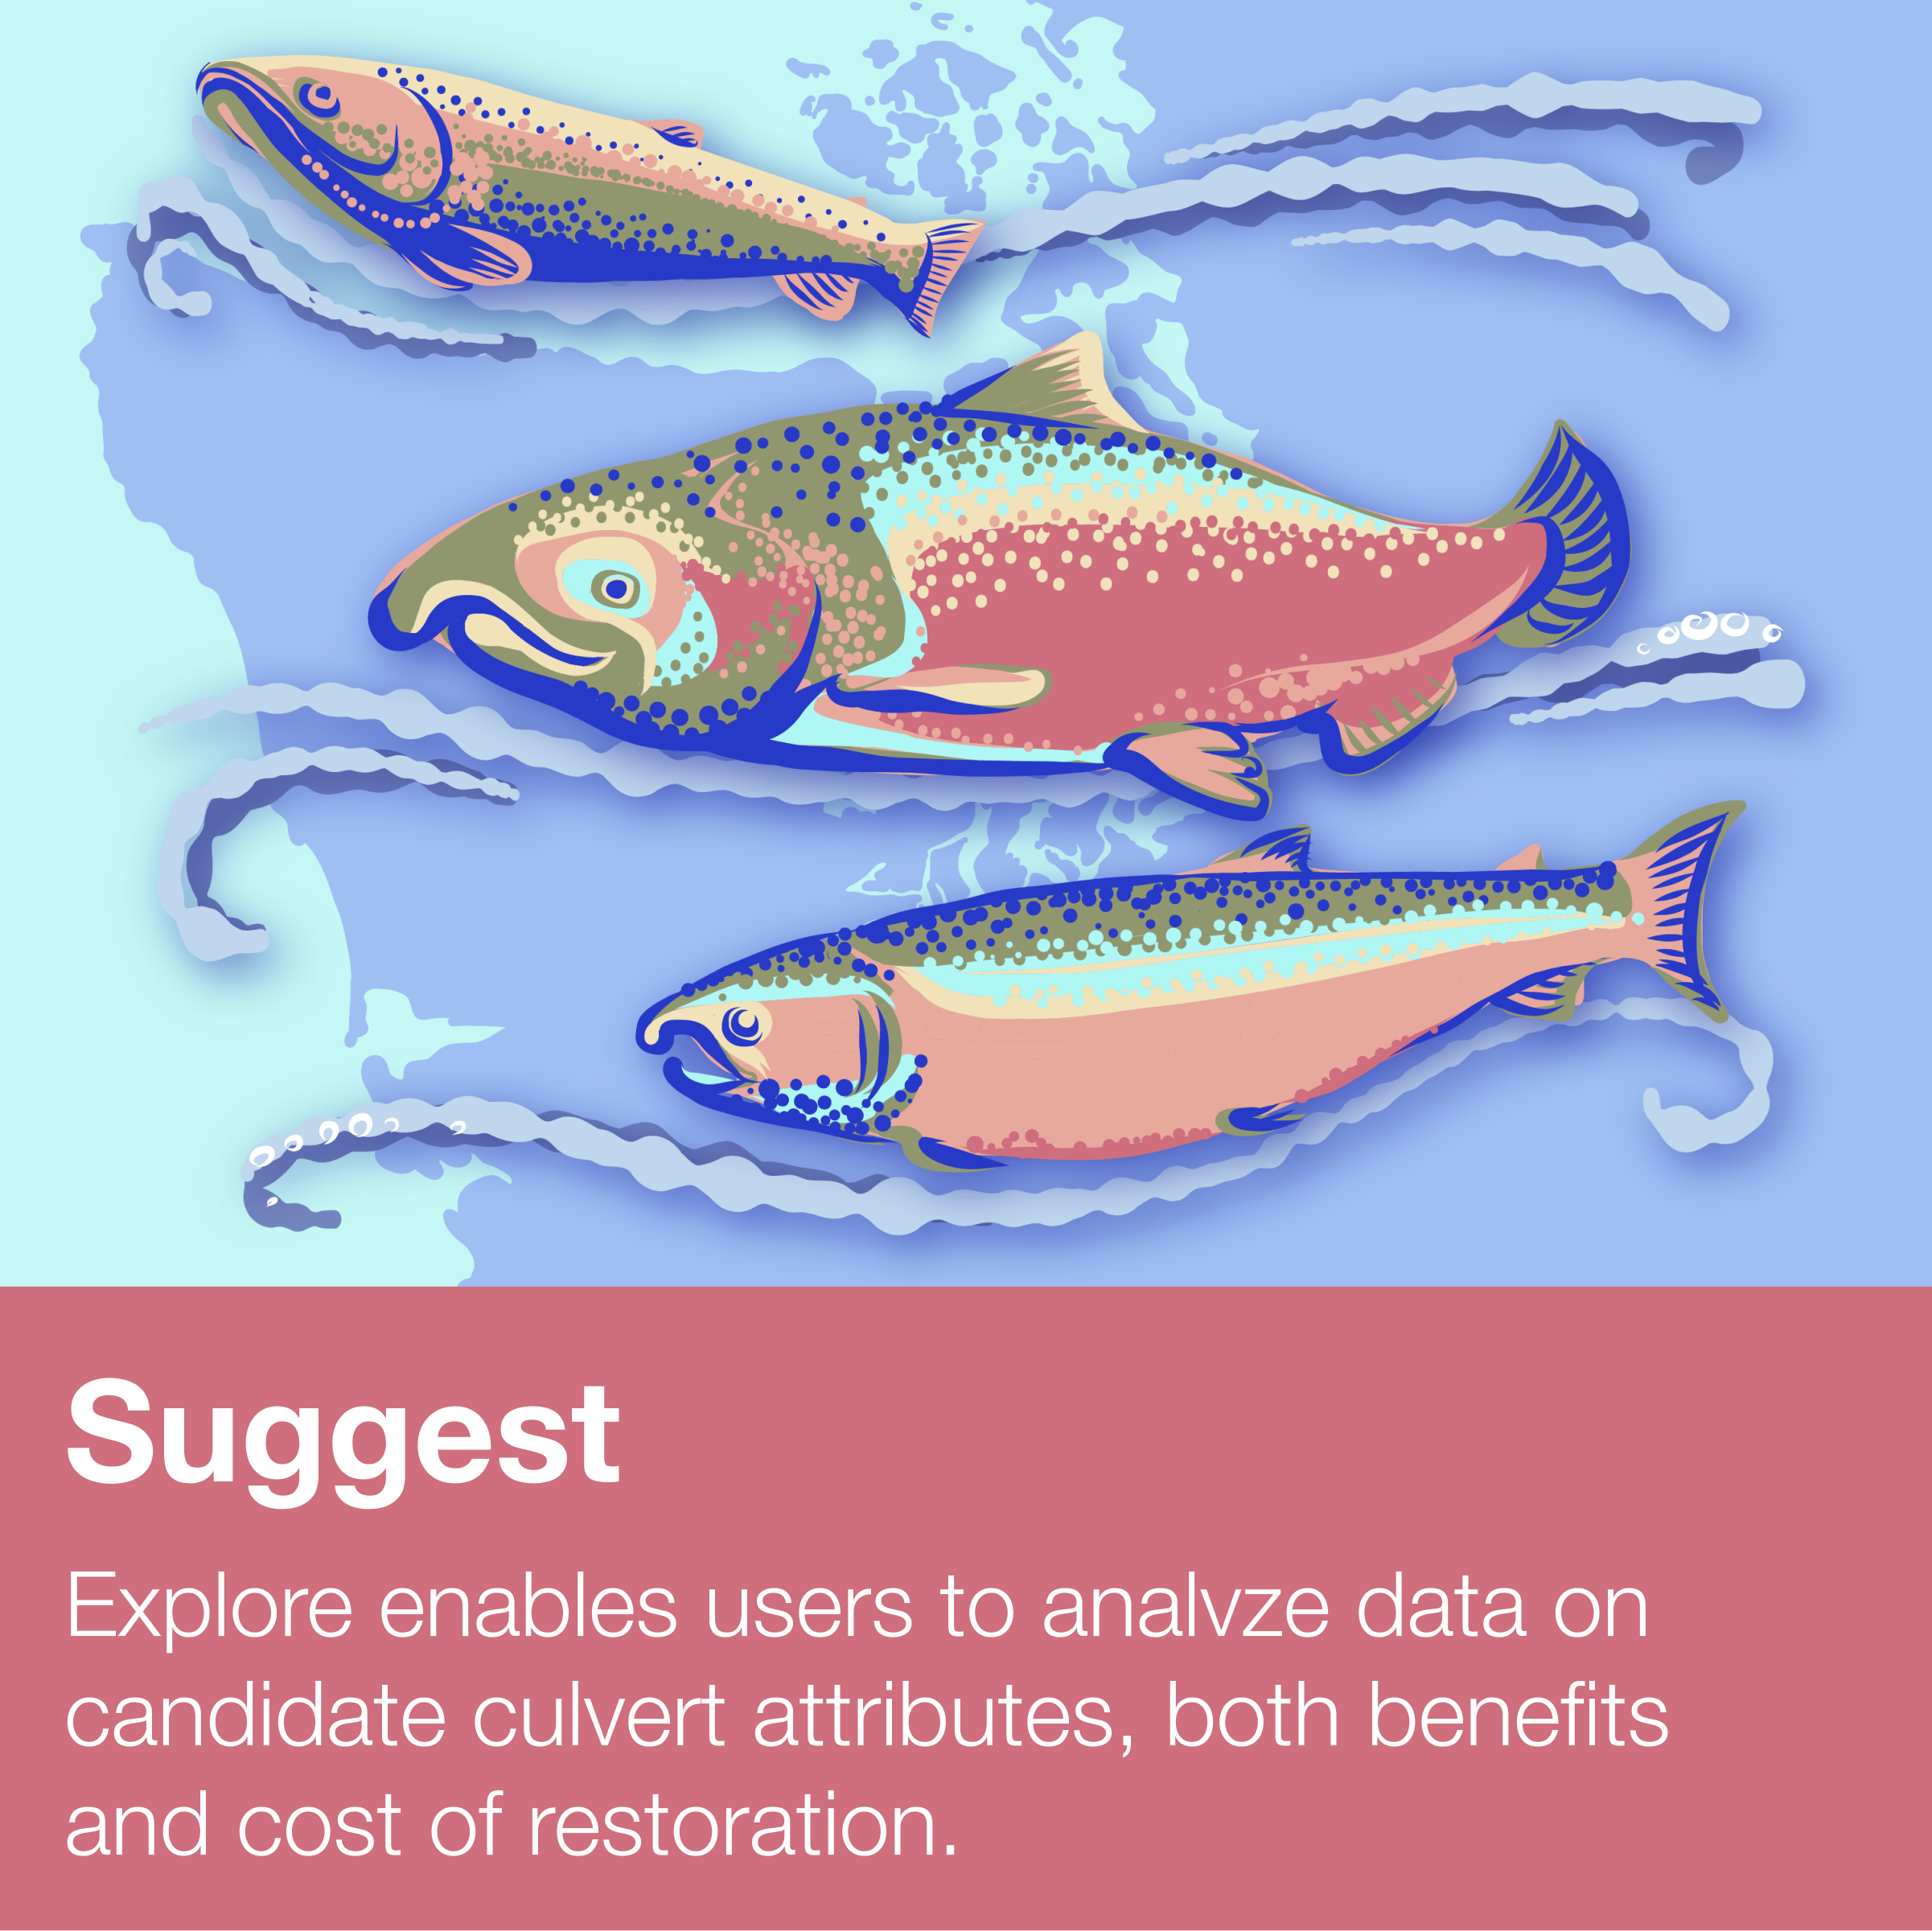 Suggest
Explore enables users to analvze data on
candidate culvert attributes, both benefits
and cost of restoration.